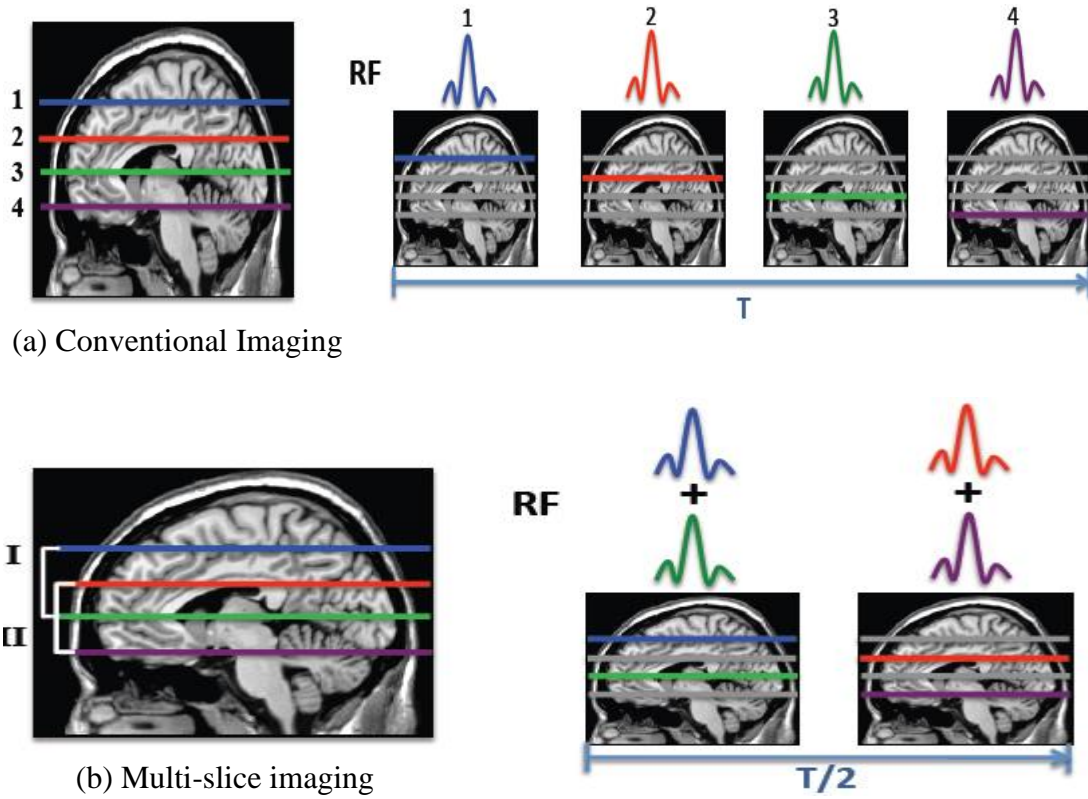 1 2 3 4
RF
1
2
3
4
T
(a) Conventional Imaging
RF
+ +
I
II
T/2
(b) Multi-slice imaging